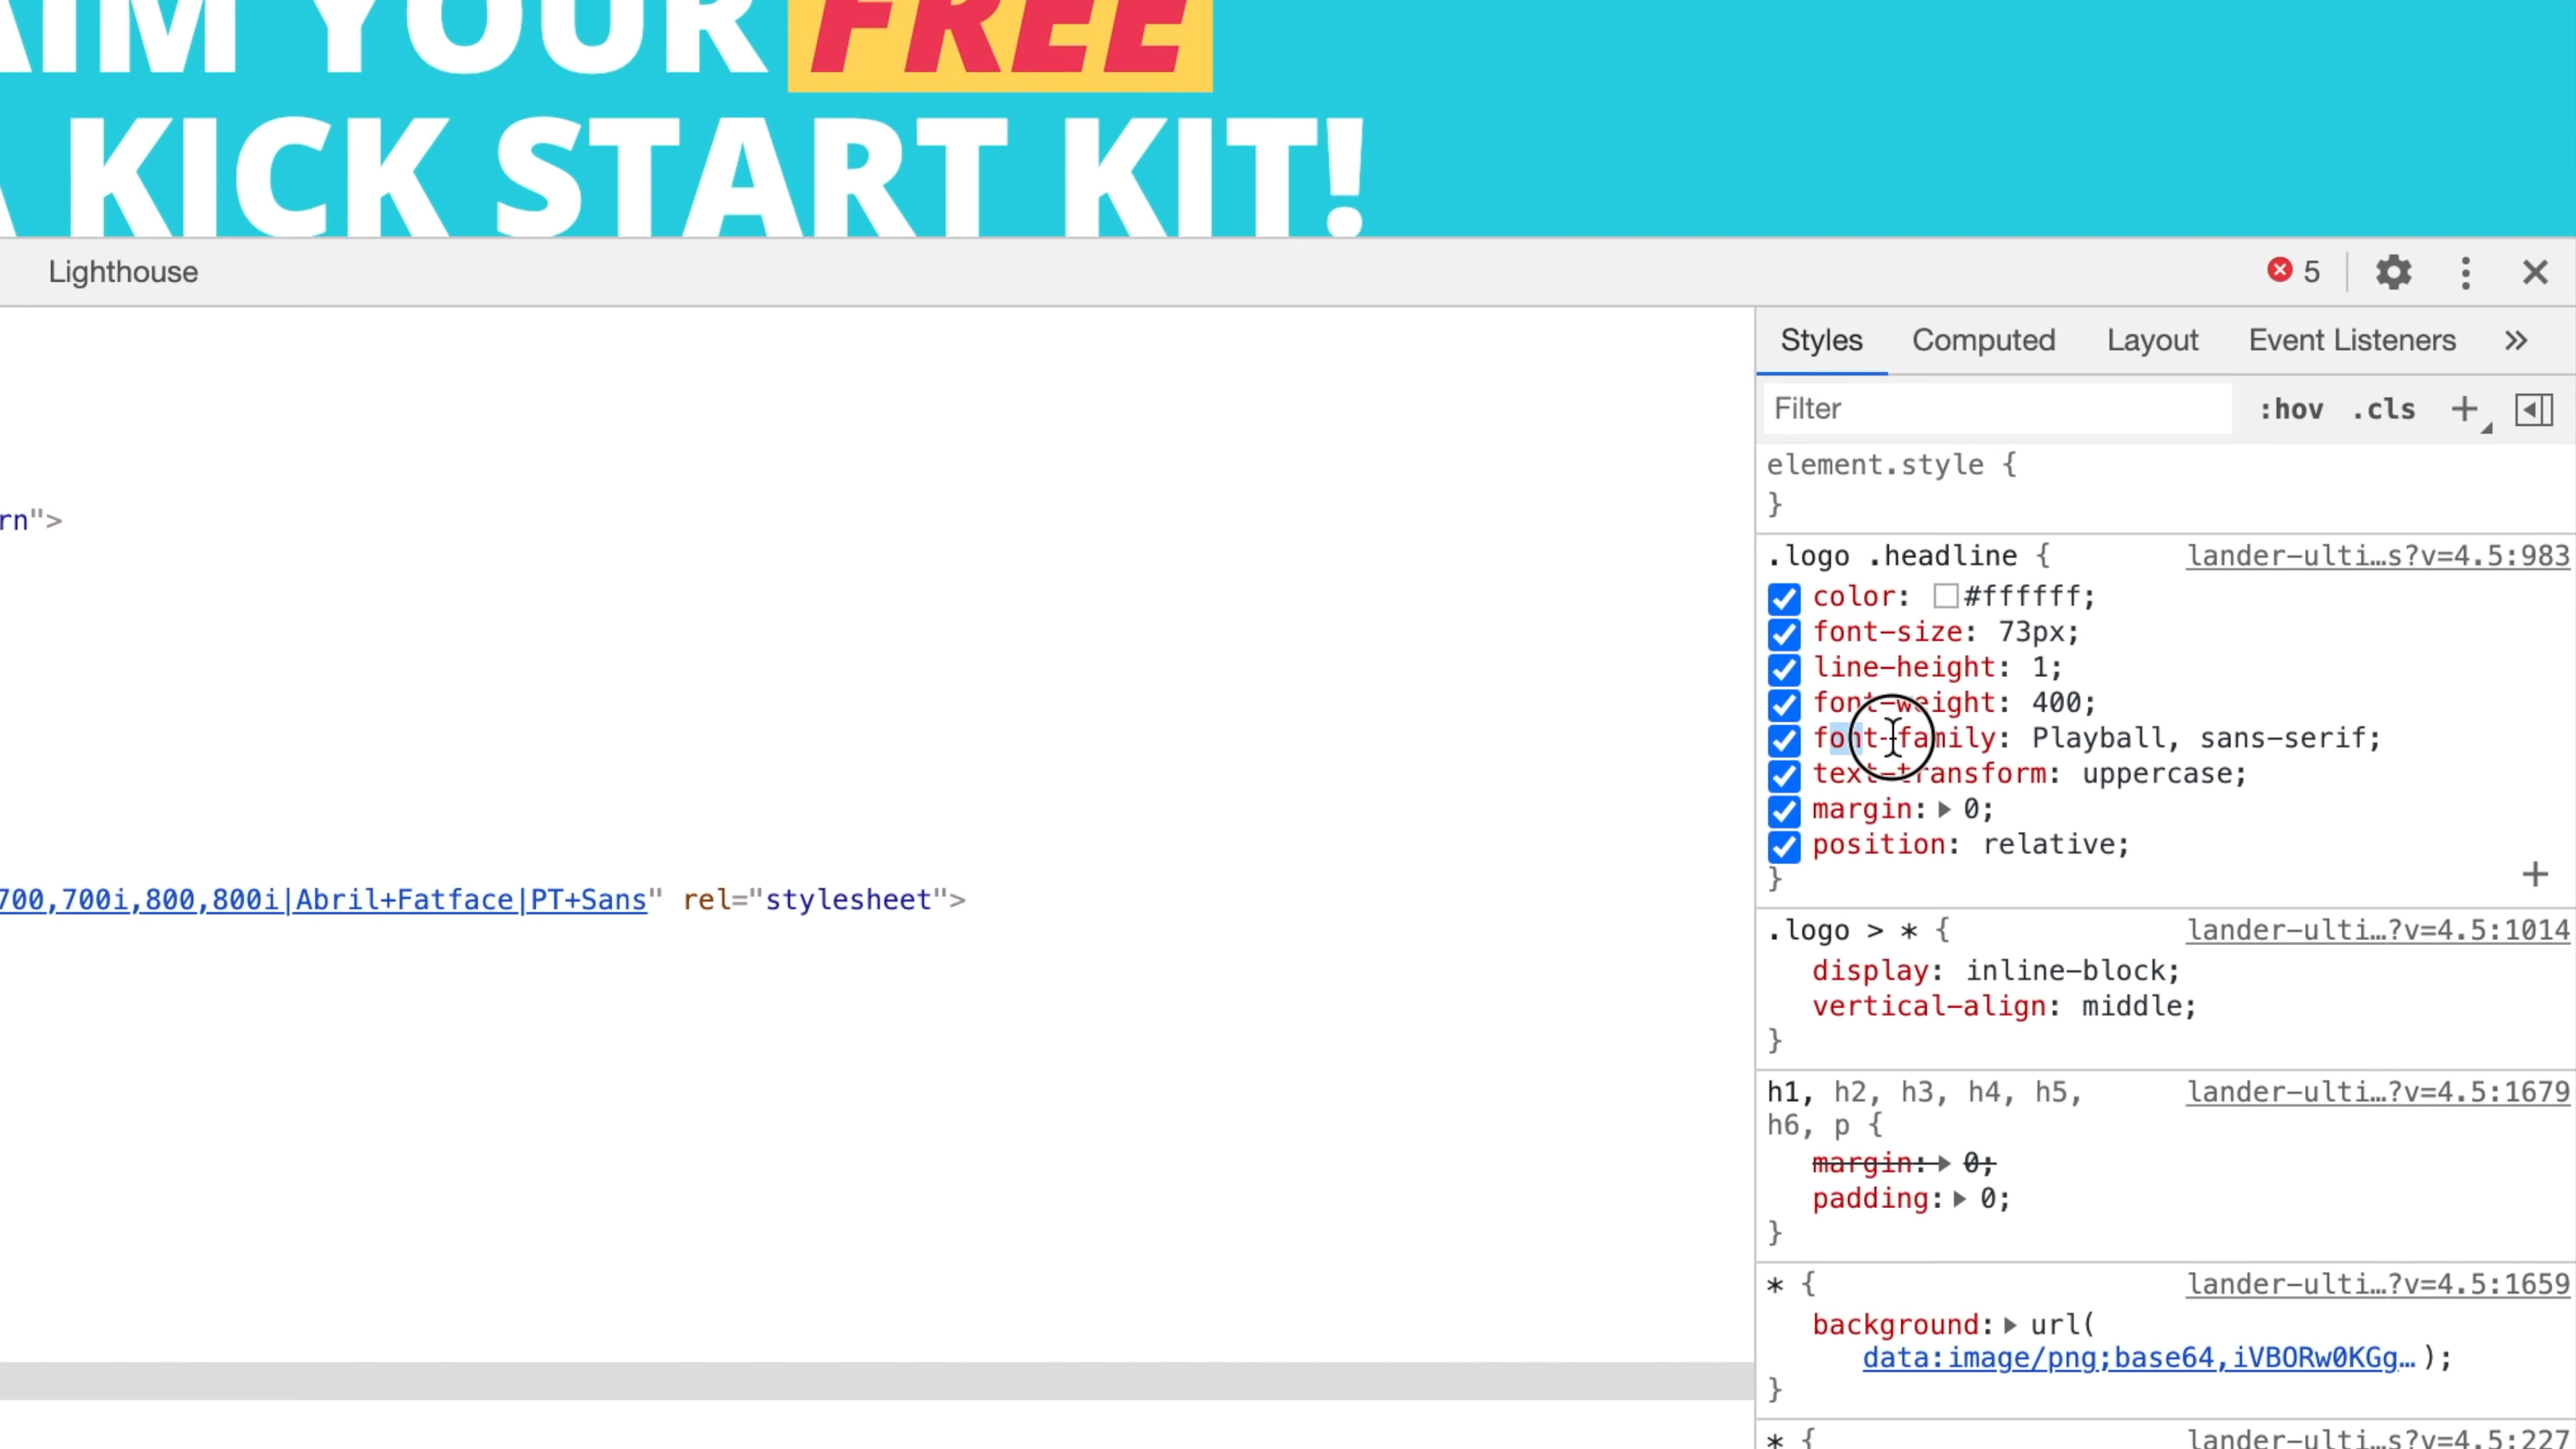 AIM YOUR FREE
A KICK START KIT!
Lighthouse
5
Styles Computed Layout Event Listeners »
Filter
:hov .cls +
element.style {
}
rn">
.logo .headline { lander-ulti…s?v=4.5:983
color: #ffffff;
font-size: 73px;
line-height: 1;
font-weight: 400;
font-family: Playball, sans-serif;
text-transform: uppercase;
margin: 0;
position: relative;
}
700,700i,800,800i|Abril+Fatface|PT+Sans" rel="stylesheet">
.logo > * { lander-ulti…?v=4.5:1014
display: inline-block;
vertical-align: middle;
}
h1, h2, h3, h4, h5, lander-ulti…?v=4.5:1679
h6, p {
margin: 0;
padding: 0;
}
* { lander-ulti…?v=4.5:1659
background: url(
data:image/png;base64,iVBORw0KGg… );
}
* { lander-ulti…s?v=4.5:227